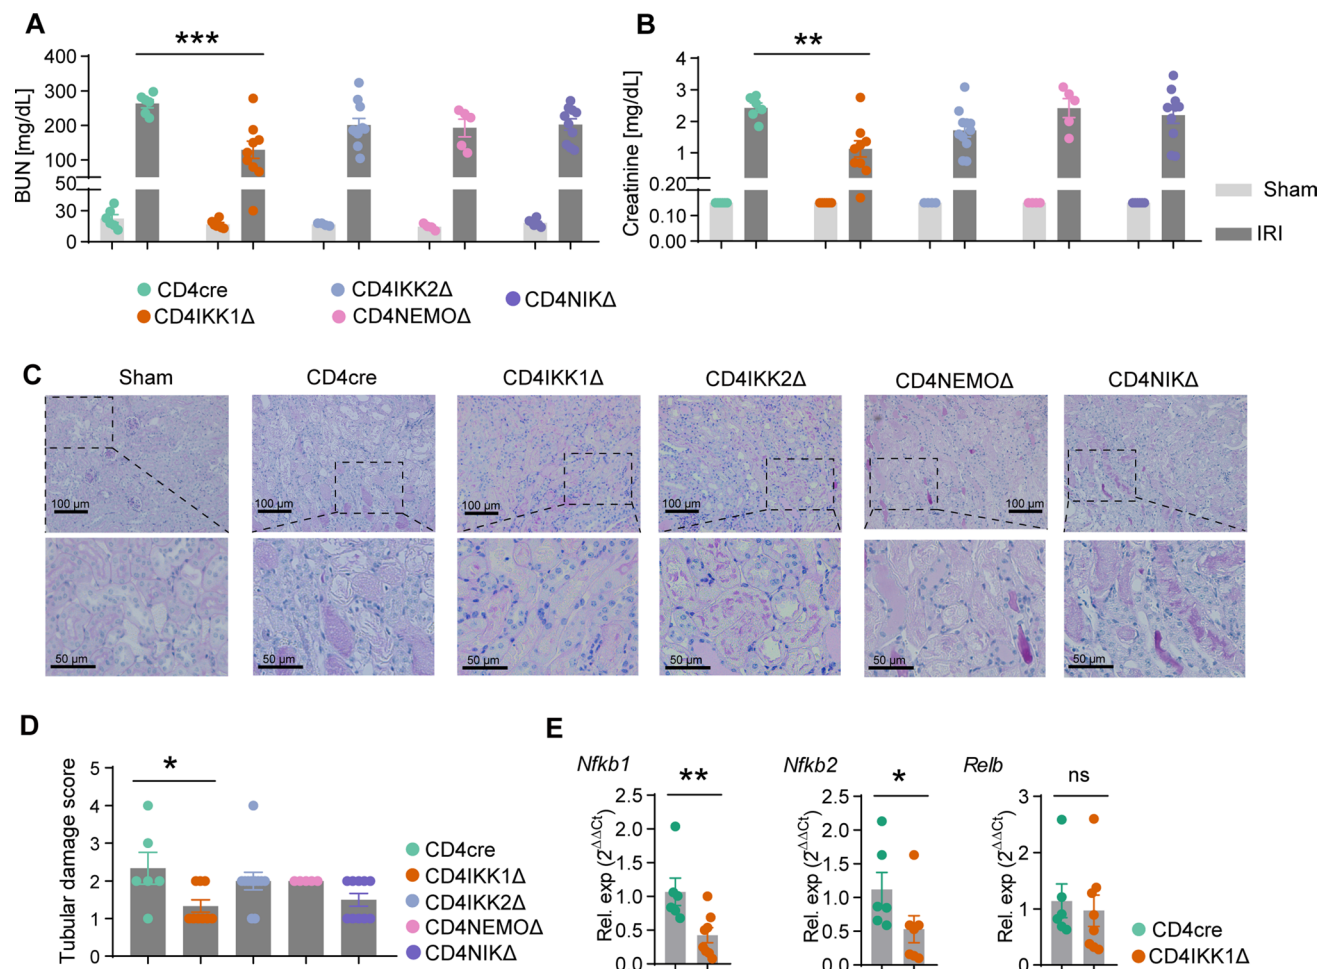 A
***
BUN [mg/dL]
400
300
200
100
50
30
0
B
**
Creatinine [mg/dL]
4
3
2
1
0.20
0.10
0.00
Sham
IRI
CD4cre
CD4IKK2Δ
CD4NIKΔ
CD4IKK1Δ
CD4NEMOΔ
C
Sham
CD4cre
CD4IKK1Δ
CD4IKK2Δ
CD4NEMOΔ
CD4NIKΔ
100 µm
100 µm
100 µm
100 µm
100 µm
100 µm
50 µm
50 µm
50 µm
50 µm
50 µm
50 µm
D
*
Tubular damage score
5
4
3
2
1
0
CD4cre
CD4IKK1Δ
CD4IKK2Δ
CD4NEMOΔ
CD4NIKΔ
E
Nfkb1
**
Rel. exp (2^-ΔΔCt)
2.5
2.0
1.5
1.0
0.5
0.0
Nfkb2
*
Rel. exp (2^-ΔΔCt)
2.5
2.0
1.5
1.0
0.5
0.0
Relb
ns
Rel. exp (2^-ΔΔCt)
3
2
1
0
CD4cre
CD4IKK1Δ